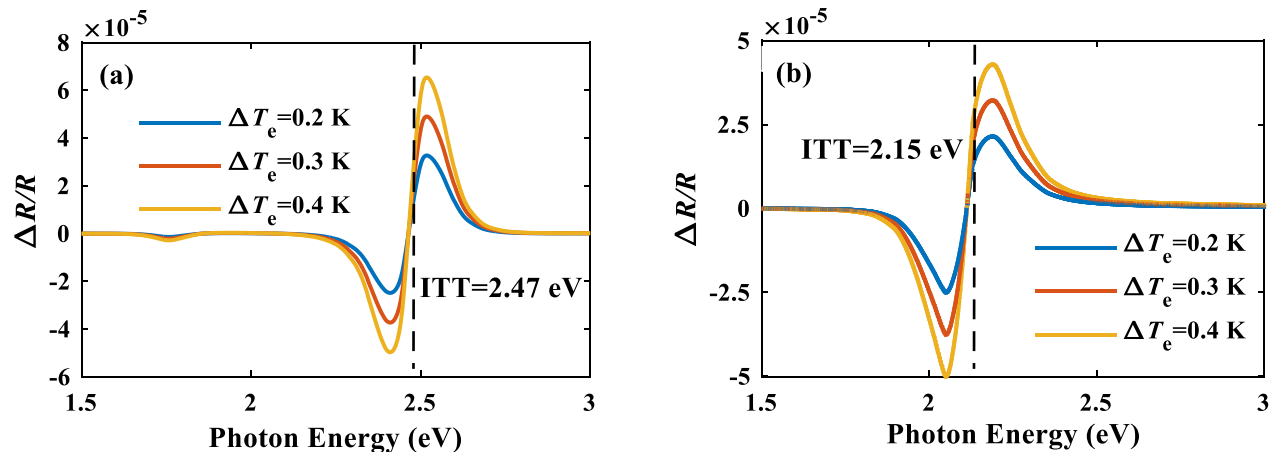 ×10⁻⁵
8
6
4
2
0
-2
-4
-6
(a)
ΔTₑ=0.2 K
ΔTₑ=0.3 K
ΔTₑ=0.4 K
ITT=2.47 eV
ΔR/R
1.5
2
2.5
3
Photon Energy (eV)
×10⁻⁵
5
2.5
0
-2.5
-5
(b)
ITT=2.15 eV
ΔTₑ=0.2 K
ΔTₑ=0.3 K
ΔTₑ=0.4 K
ΔR/R
1.5
2
2.5
3
Photon Energy (eV)